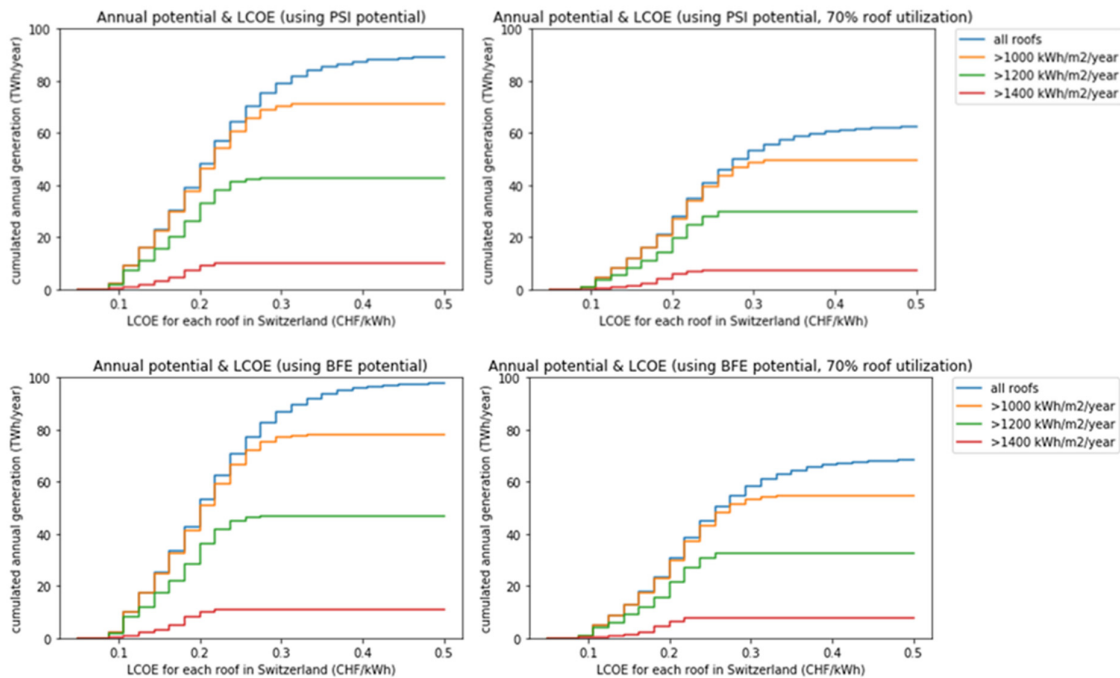 Annual potential & LCOE (using PSI potential)
100
80
60
40
20
0
cumulated annual generation (TWh/year)
0.1 0.2 0.3 0.4 0.5
LCOE for each roof in Switzerland (CHF/kWh)
Annual potential & LCOE (using PSI potential, 70% roof utilization)
100
80
60
40
20
0
cumulated annual generation (TWh/year)
0.1 0.2 0.3 0.4 0.5
LCOE for each roof in Switzerland (CHF/kWh)
all roofs
>1000 kWh/m2/year
>1200 kWh/m2/year
>1400 kWh/m2/year
Annual potential & LCOE (using BFE potential)
100
80
60
40
20
0
cumulated annual generation (TWh/year)
0.1 0.2 0.3 0.4 0.5
LCOE for each roof in Switzerland (CHF/kWh)
Annual potential & LCOE (using BFE potential, 70% roof utilization)
100
80
60
40
20
0
cumulated annual generation (TWh/year)
0.1 0.2 0.3 0.4 0.5
LCOE for each roof in Switzerland (CHF/kWh)
all roofs
>1000 kWh/m2/year
>1200 kWh/m2/year
>1400 kWh/m2/year